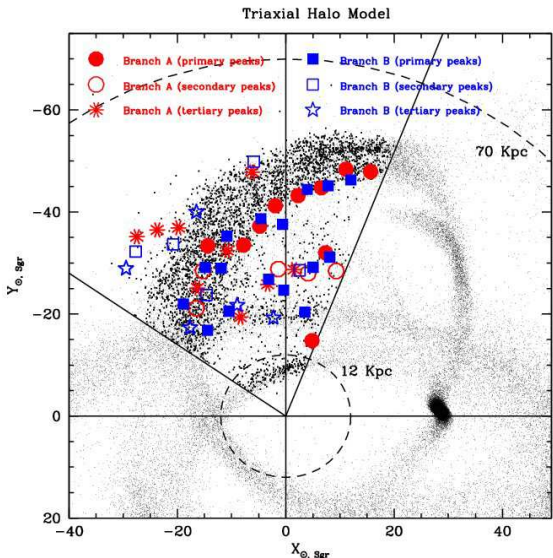 Triaxial Halo Model
Branch A (primary peaks)
Branch B (primary peaks)
Branch A (secondary peaks)
Branch B (secondary peaks)
Branch A (tertiary peaks)
Branch B (tertiary peaks)
70 Kpc
12 Kpc
-60
-40
-20
0
20
Y⊙, Sgr
-40
-20
0
20
40
X⊙, Sgr